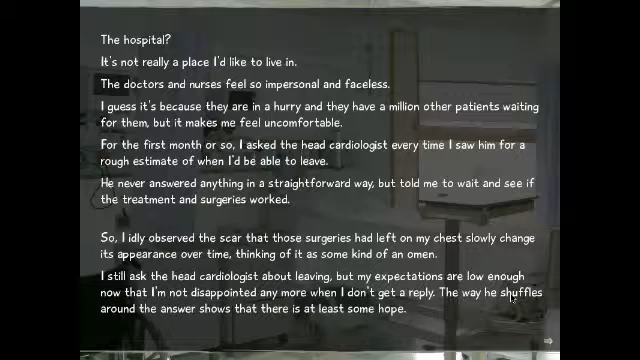 The hospital?
It's not really a place I'd like to live in.
The doctors and nurses feel so impersonal and faceless.
I guess it's because they are in a hurry and they have a million other patients waiting
for them, but it makes me feel uncomfortable.
For the first month or so, I asked the head cardiologist every time I saw him for a
rough estimate of when I'd be able to leave.
He never answered anything in a straightforward way, but told me to wait and see if
the treatment and surgeries worked.
So, I idly observed the scar that those surgeries had left on my chest slowly change
its appearance over time, thinking of it as some kind of an omen.
I still ask the head cardiologist about leaving, but my expectations are low enough
now that I'm not disappointed any more when I don't get a reply. The way he shuffles
around the answer shows that there is at least some hope.